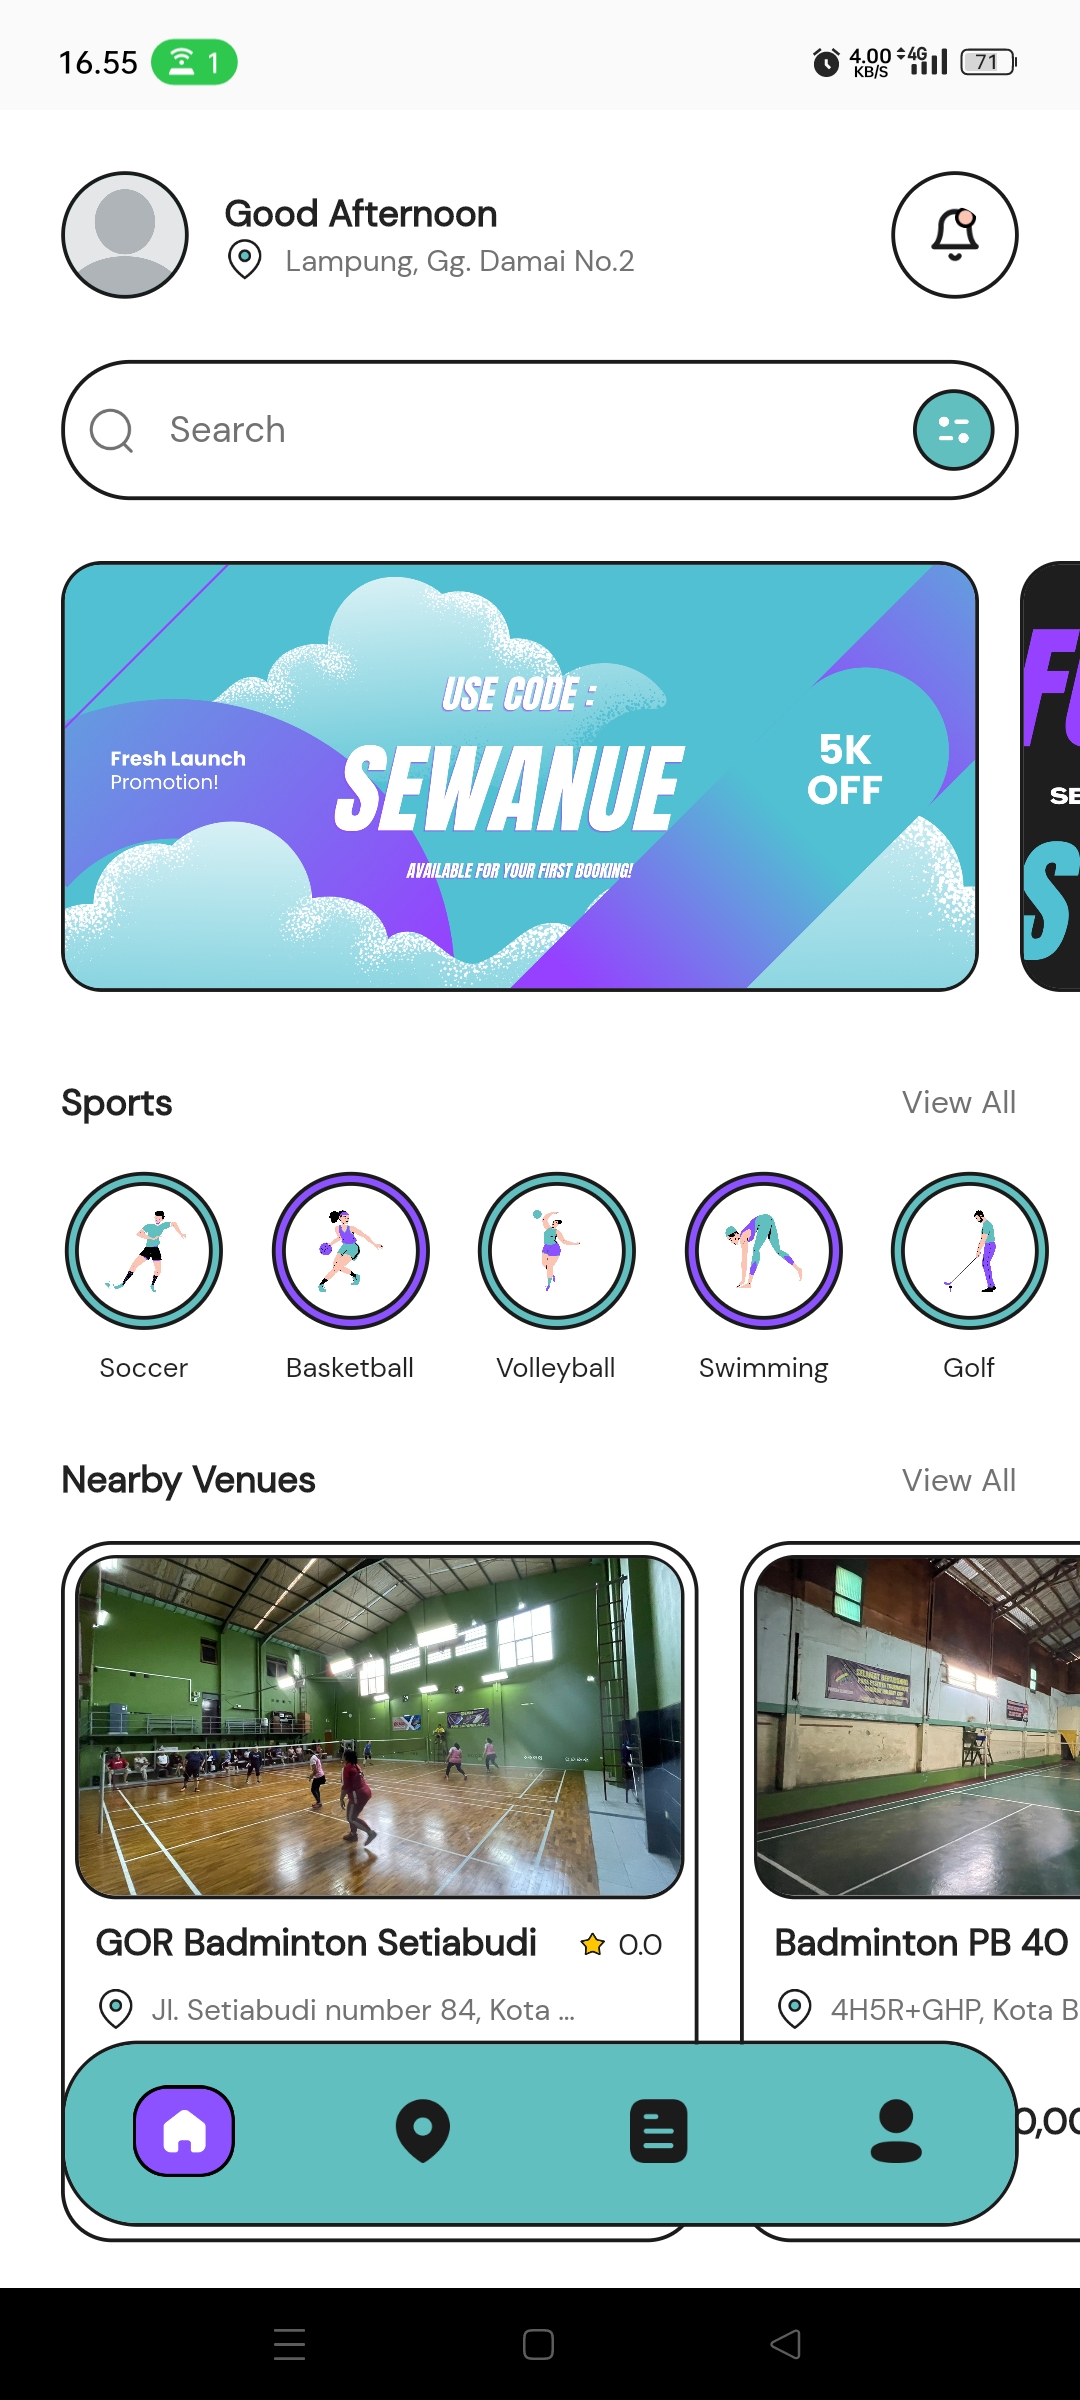 16.55
1
4.00
KB/S
4G
71
Good Afternoon
Lampung, Gg. Damai No.2
Search
USE CODE :
Fresh Launch
Promotion!
SEWANUE
AVAILABLE FOR YOUR FIRST BOOKING!
5K
OFF
FU
SE
S
Sports
View All
Soccer
Basketball
Volleyball
Swimming
Golf
Nearby Venues
View All
GOR Badminton Setiabudi
0.0
Jl. Setiabudi number 84, Kota ...
Badminton PB 40
4H5R+GHP, Kota B
0,00